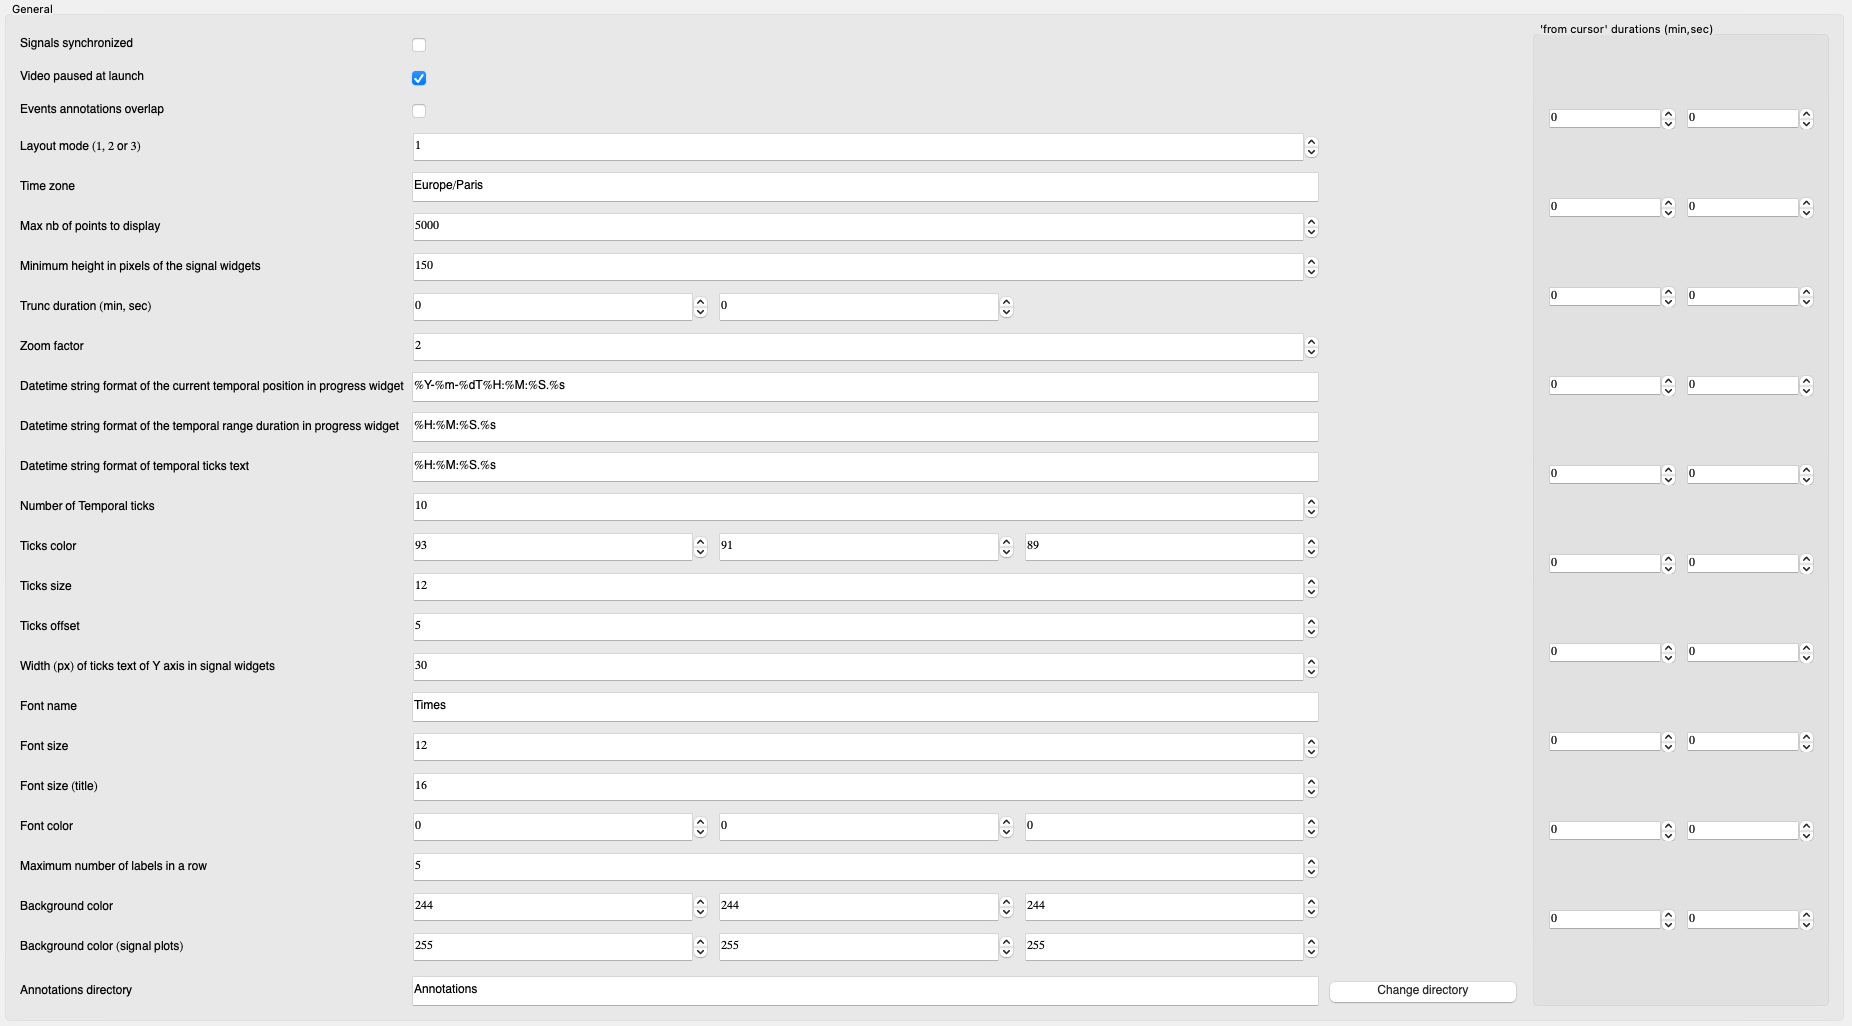 General
'from cursor' durations (min,sec)
Signals synchronized
Video paused at launch
Events annotations overlap
0 0
Layout mode (1, 2 or 3) 1
Time zone Europe/Paris
0 0
Max nb of points to display 5000
Minimum height in pixels of the signal widgets 150
0 0
Trunc duration (min, sec) 0 0
Zoom factor 2
Datetime string format of the current temporal position in progress widget %Y-%m-%dT%H:%M:%S.%s
0 0
Datetime string format of the temporal range duration in progress widget %H:%M:%S.%s
Datetime string format of temporal ticks text %H:%M:%S.%s
0 0
Number of Temporal ticks 10
Ticks color 93 91 89
0 0
Ticks size 12
Ticks offset 5
0 0
Width (px) of ticks text of Y axis in signal widgets 30
Font name Times
Font size 12
0 0
Font size (title) 16
Font color 0 0 0
0 0
Maximum number of labels in a row 5
Background color 244 244 244
0 0
Background color (signal plots) 255 255 255
Annotations directory Annotations Change directory